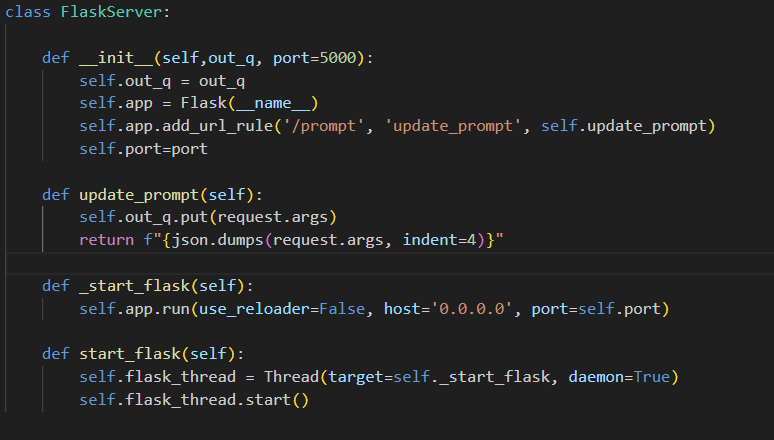 class FlaskServer:
    def __init__(self,out_q, port=5000):
        self.out_q = out_q
        self.app = Flask(__name__)
        self.app.add_url_rule('/prompt', 'update_prompt', self.update_prompt)
        self.port=port
    def update_prompt(self):
        self.out_q.put(request.args)
        return f"{json.dumps(request.args, indent=4)}"
    def _start_flask(self):
        self.app.run(use_reloader=False, host='0.0.0.0', port=self.port)
    def start_flask(self):
        self.flask_thread = Thread(target=self._start_flask, daemon=True)
        self.flask_thread.start()